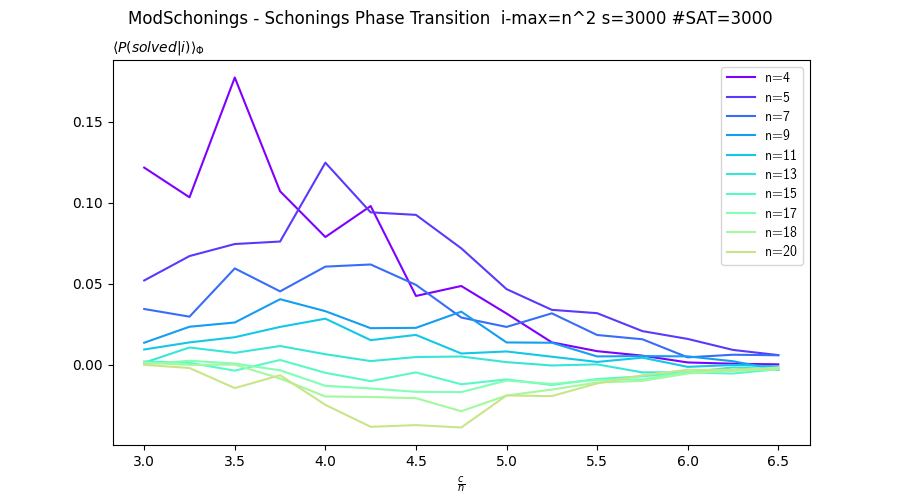 ModSchonings - Schonings Phase Transition  i-max=n^2 s=3000 #SAT=3000
⟨P(solved|i)⟩Φ
n=4
n=5
n=7
n=9
n=11
n=13
n=15
n=17
n=18
n=20
0.15
0.10
0.05
0.00
3.0 3.5 4.0 4.5 5.0 5.5 6.0 6.5
c/n